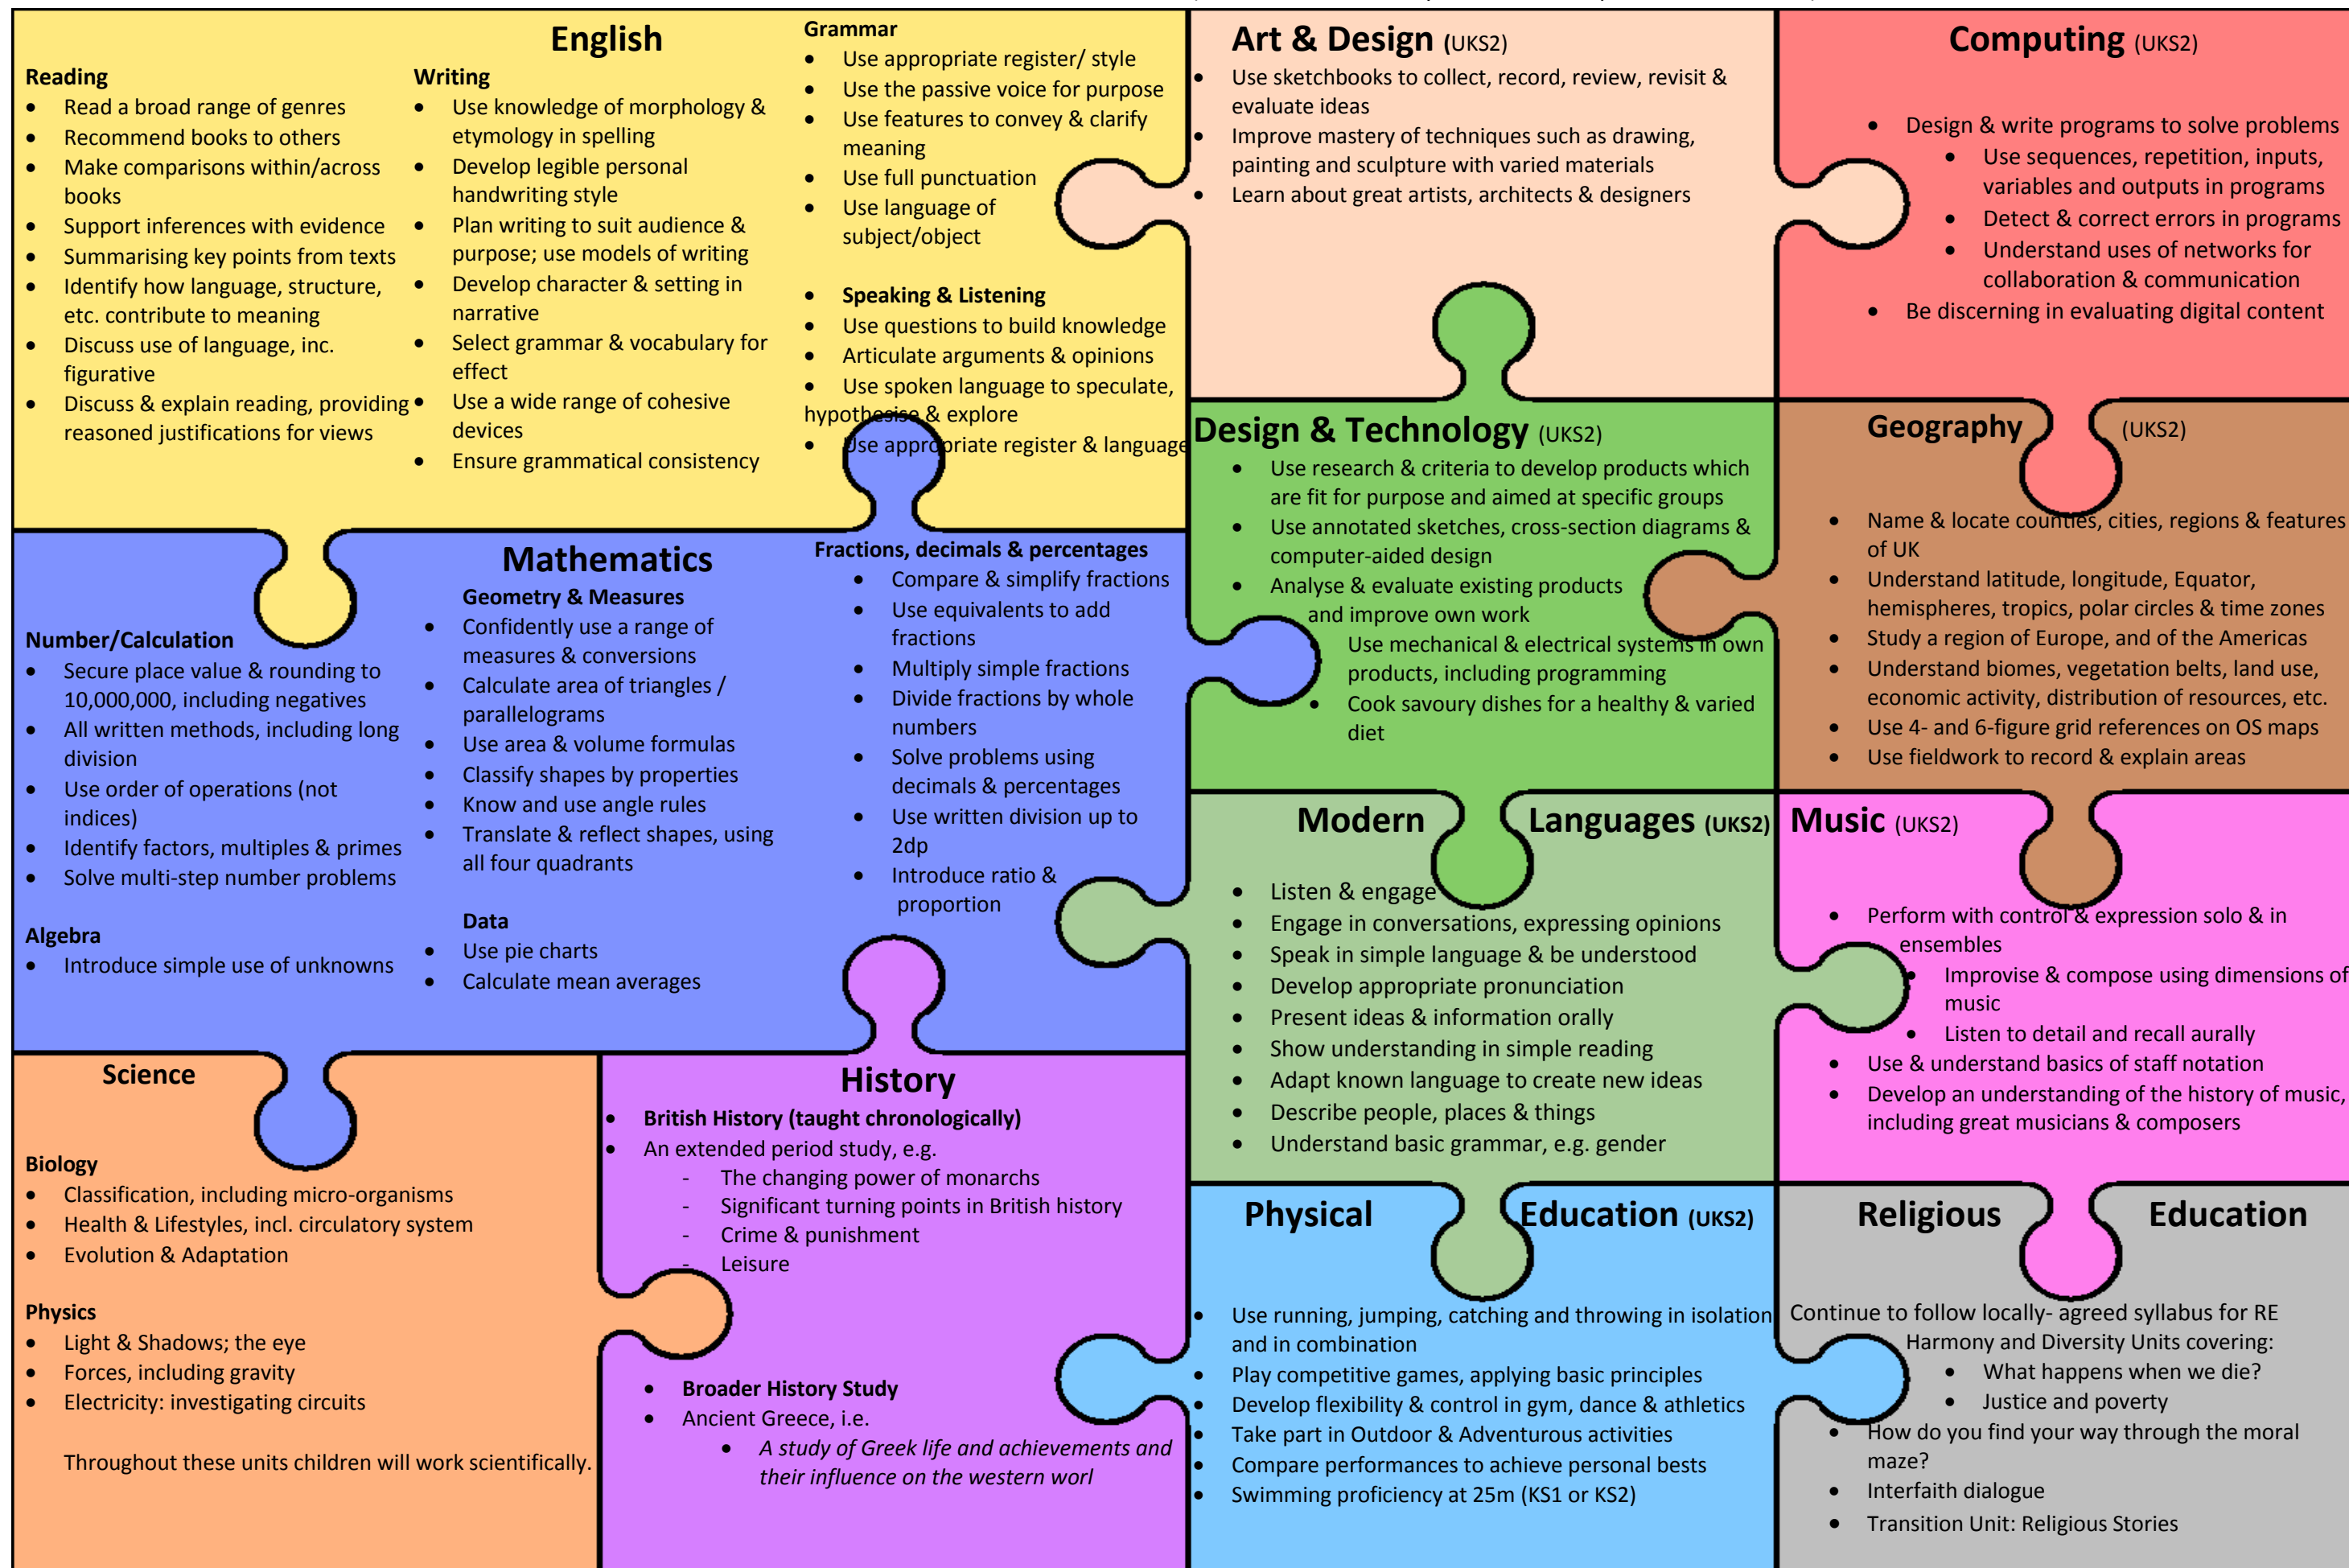 English
Reading
• Read a broad range of genres
• Recommend books to others
• Make comparisons within/across
books
• Support inferences with evidence
• Summarising key points from texts
• Identify how language, structure,
etc. contribute to meaning
• Discuss use of language, inc.
figurative
• Discuss & explain reading, providing
reasoned justifications for views
Writing
• Use knowledge of morphology &
etymology in spelling
• Develop legible personal
handwriting style
• Plan writing to suit audience &
purpose; use models of writing
• Develop character & setting in
narrative
• Select grammar & vocabulary for
effect
• Use a wide range of cohesive
devices
• Ensure grammatical consistency
Grammar
• Use appropriate register/ style
• Use the passive voice for purpose
• Use features to convey & clarify
meaning
• Use full punctuation
• Use language of
subject/object
• Speaking & Listening
• Use questions to build knowledge
• Articulate arguments & opinions
• Use spoken language to speculate,
hypothesise & explore
• Use appropriate register & language
Art & Design (UKS2)
• Use sketchbooks to collect, record, review, revisit &
evaluate ideas
• Improve mastery of techniques such as drawing,
painting and sculpture with varied materials
• Learn about great artists, architects & designers
Computing (UKS2)
• Design & write programs to solve problems
• Use sequences, repetition, inputs,
variables and outputs in programs
• Detect & correct errors in programs
• Understand uses of networks for
collaboration & communication
• Be discerning in evaluating digital content
Design & Technology (UKS2)
• Use research & criteria to develop products which
are fit for purpose and aimed at specific groups
• Use annotated sketches, cross-section diagrams &
computer-aided design
• Analyse & evaluate existing products
and improve own work
Use mechanical & electrical systems in own
products, including programming
• Cook savoury dishes for a healthy & varied
diet
Geography (UKS2)
• Name & locate counties, cities, regions & features
of UK
• Understand latitude, longitude, Equator,
hemispheres, tropics, polar circles & time zones
• Study a region of Europe, and of the Americas
• Understand biomes, vegetation belts, land use,
economic activity, distribution of resources, etc.
• Use 4- and 6-figure grid references on OS maps
• Use fieldwork to record & explain areas
Mathematics
Number/Calculation
• Secure place value & rounding to
10,000,000, including negatives
• All written methods, including long
division
• Use order of operations (not
indices)
• Identify factors, multiples & primes
• Solve multi-step number problems
Algebra
• Introduce simple use of unknowns
Geometry & Measures
• Confidently use a range of
measures & conversions
• Calculate area of triangles /
parallelograms
• Use area & volume formulas
• Classify shapes by properties
• Know and use angle rules
• Translate & reflect shapes, using
all four quadrants
Data
• Use pie charts
• Calculate mean averages
Fractions, decimals & percentages
• Compare & simplify fractions
• Use equivalents to add
fractions
• Multiply simple fractions
• Divide fractions by whole
numbers
• Solve problems using
decimals & percentages
• Use written division up to
2dp
• Introduce ratio &
proportion
Modern Languages (UKS2)
• Listen & engage
• Engage in conversations, expressing opinions
• Speak in simple language & be understood
• Develop appropriate pronunciation
• Present ideas & information orally
• Show understanding in simple reading
• Adapt known language to create new ideas
• Describe people, places & things
• Understand basic grammar, e.g. gender
Music (UKS2)
• Perform with control & expression solo & in
ensembles
• Improvise & compose using dimensions of
music
• Listen to detail and recall aurally
• Use & understand basics of staff notation
• Develop an understanding of the history of music,
including great musicians & composers
Science
Biology
• Classification, including micro-organisms
• Health & Lifestyles, incl. circulatory system
• Evolution & Adaptation
Physics
• Light & Shadows; the eye
• Forces, including gravity
• Electricity: investigating circuits
Throughout these units children will work scientifically.
History
• British History (taught chronologically)
• An extended period study, e.g.
- The changing power of monarchs
- Significant turning points in British history
- Crime & punishment
- Leisure
• Broader History Study
• Ancient Greece, i.e.
• A study of Greek life and achievements and
their influence on the western worl
Physical Education (UKS2)
• Use running, jumping, catching and throwing in isolation
and in combination
• Play competitive games, applying basic principles
• Develop flexibility & control in gym, dance & athletics
• Take part in Outdoor & Adventurous activities
• Compare performances to achieve personal bests
• Swimming proficiency at 25m (KS1 or KS2)
Religious Education
Continue to follow locally- agreed syllabus for RE
Harmony and Diversity Units covering:
• What happens when we die?
• Justice and poverty
• How do you find your way through the moral
maze?
• Interfaith dialogue
• Transition Unit: Religious Stories